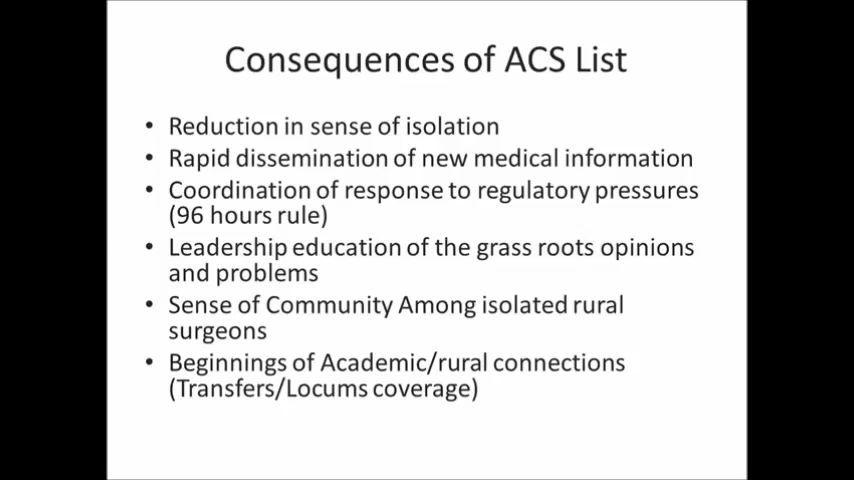 Consequences of ACS List
• Reduction in sense of isolation
• Rapid dissemination of new medical information
• Coordination of response to regulatory pressures
(96 hours rule)
• Leadership education of the grass roots opinions
and problems
• Sense of Community Among isolated rural
surgeons
• Beginnings of Academic/rural connections
(Transfers/Locums coverage)